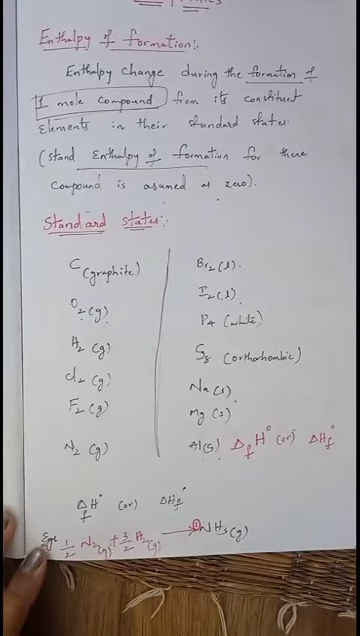 Enthalpy of formation:-
Enthalpy change during the formation of
1 mole compound from its constituent
elements in their standard states.
(stand Enthalpy of formation for these
compound is asumed as zero).
Standard states:-
C(graphite)
O₂(g)
H₂(g)
Cl₂(g)
F₂(g)
N₂(g)
Br₂(l).
I₂(l).
P₄(white)
S₈(orthorhombic)
Na(s)
Mg(s)
Al(s) ΔfH° (or) ΔHf°
ΔfH° (or) ΔHf°
Eg:- 1/2 N₂(g) + 3/2 H₂(g) → 1NH₃(g)